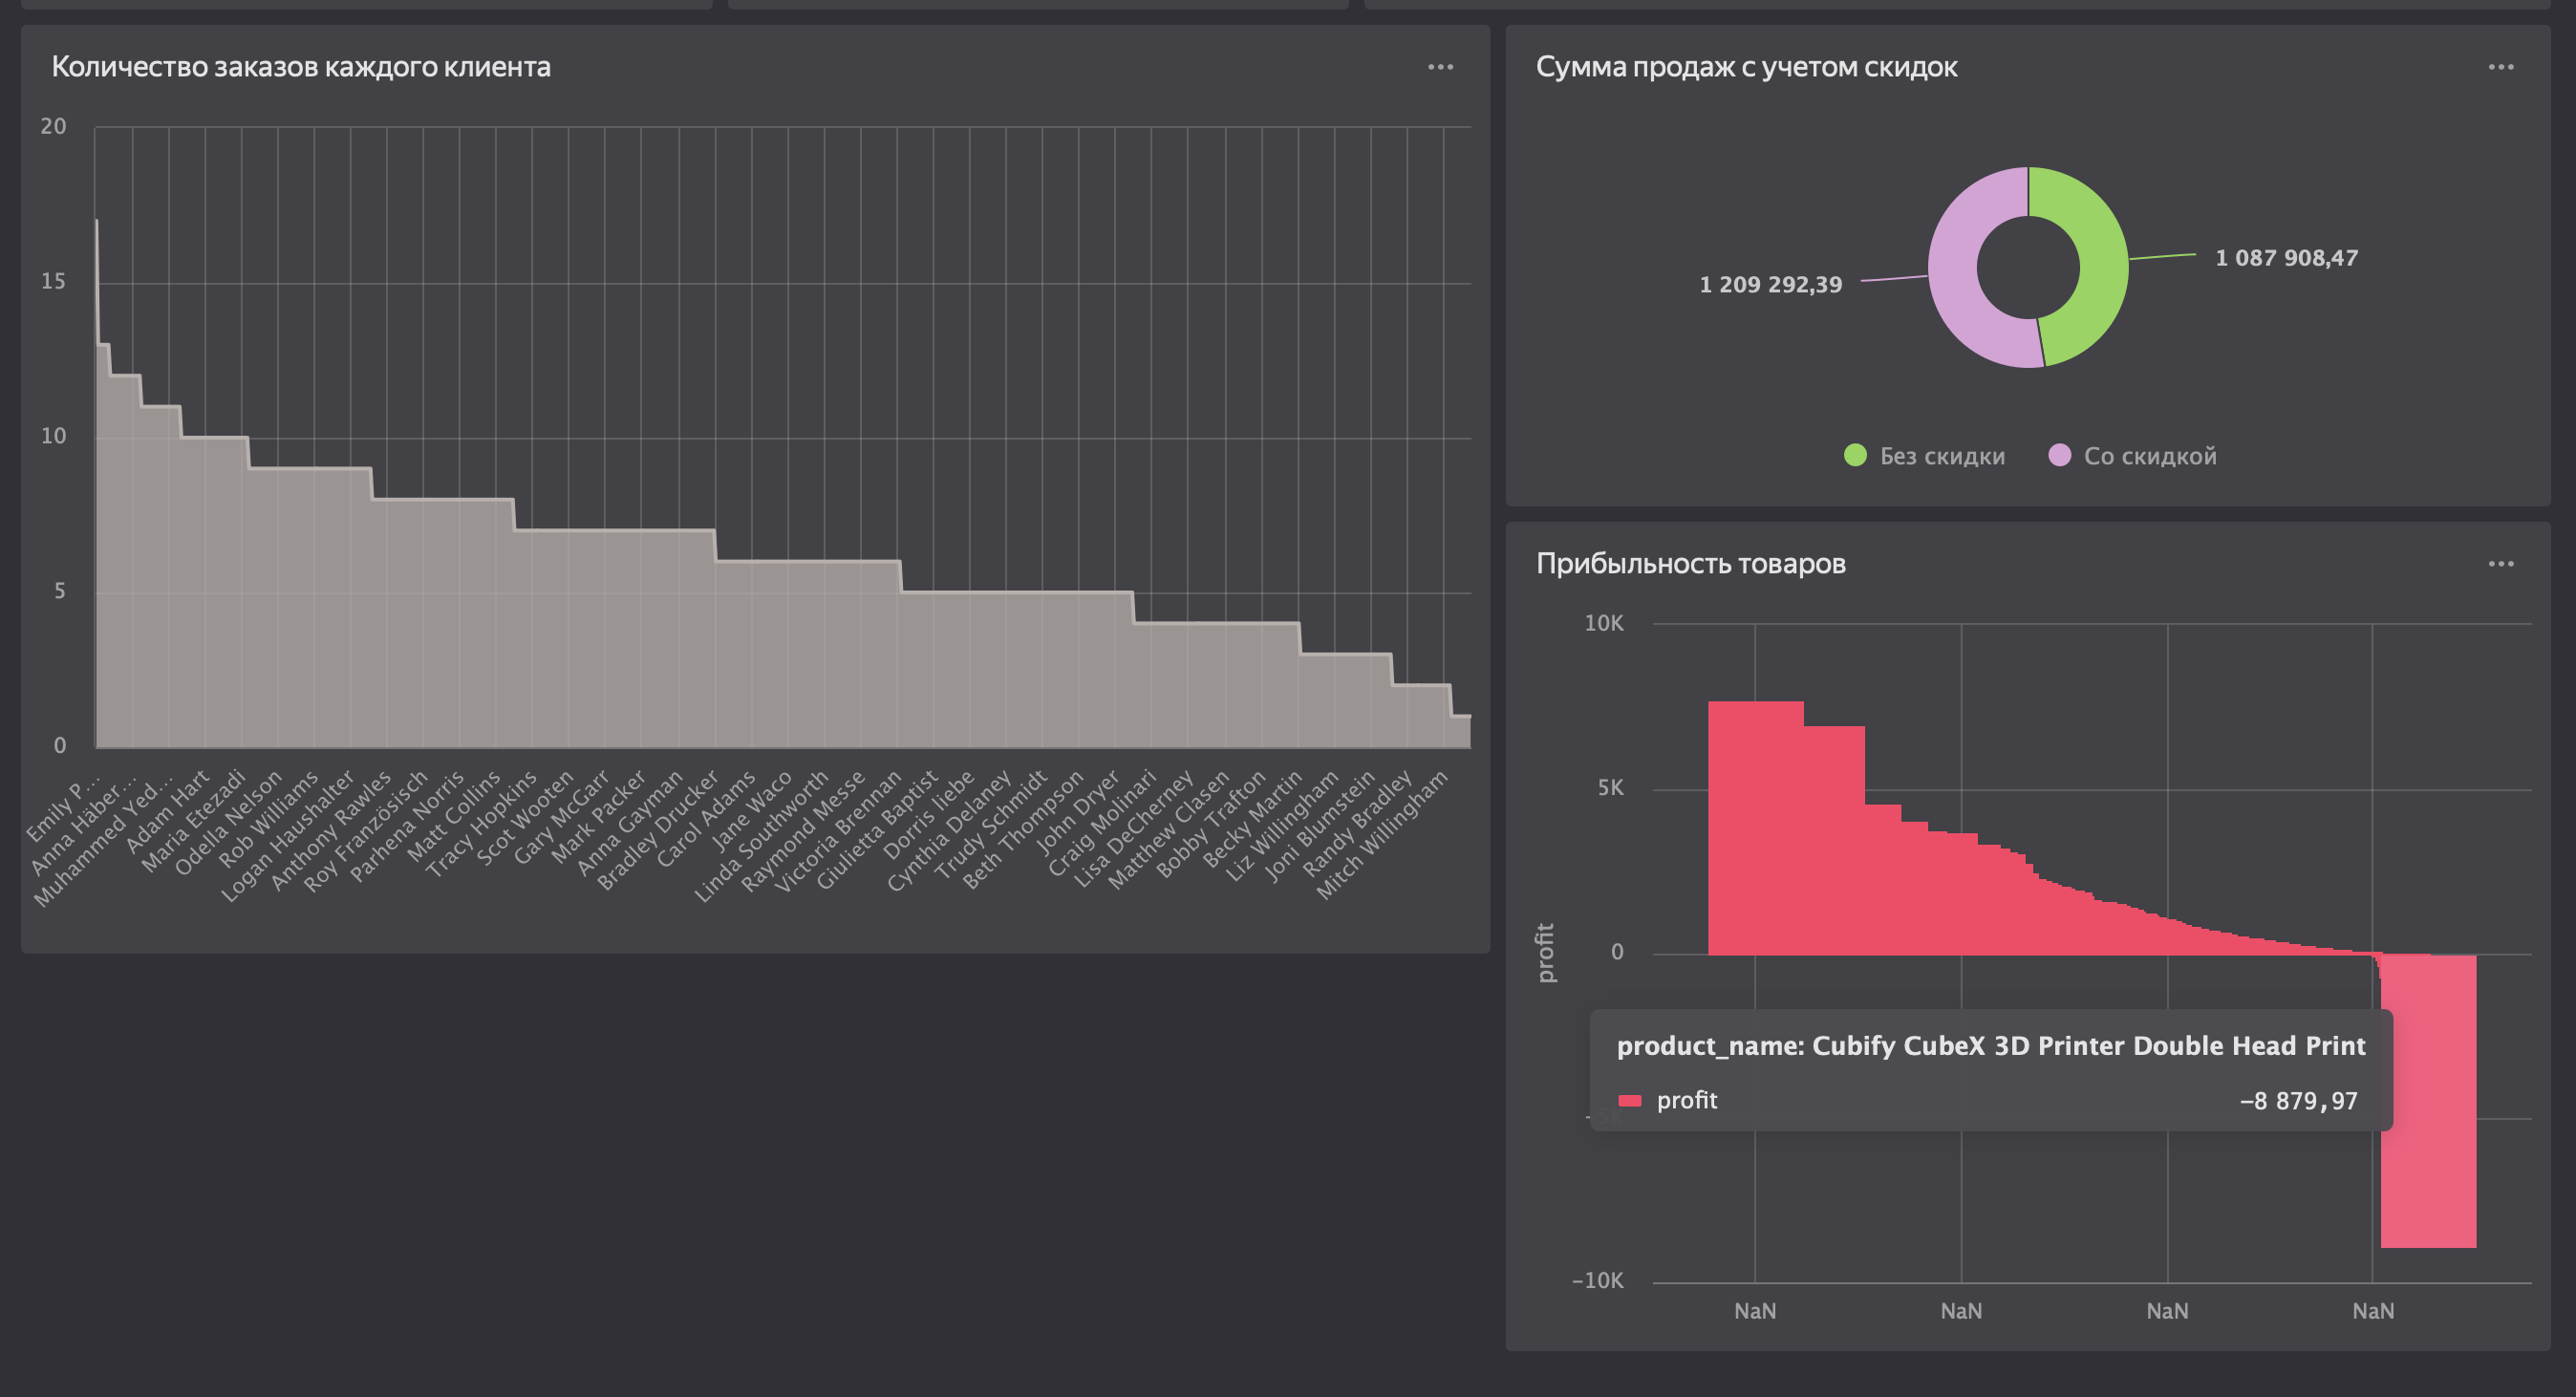 Количество заказов каждого клиента
20
15
10
5
0
Emily P...
Anna Häber...
Muhammed Yed...
Adam Hart
Maria Etezadi
Odella Nelson
Rob Williams
Logan Haushalter
Anthony Rawles
Roy Französisch
Parhena Norris
Matt Collins
Tracy Hopkins
Scot Wooten
Gary McGarr
Mark Packer
Anna Gayman
Bradley Drucker
Carol Adams
Jane Waco
Linda Southworth
Raymond Messe
Victoria Brennan
Giulietta Baptist
Dorris liebe
Cynthia Delaney
Trudy Schmidt
Beth Thompson
John Dryer
Craig Molinari
Lisa DeCherney
Matthew Clasen
Bobby Trafton
Becky Martin
Liz Willingham
Joni Blumstein
Randy Bradley
Mitch Willingham
Сумма продаж с учетом скидок
1 209 292,39
1 087 908,47
Без скидки
Со скидкой
Прибыльность товаров
10K
5K
0
-5K
−10K
profit
product_name: Cubify CubeX 3D Printer Double Head Print
profit −8 879,97
NaN NaN NaN NaN